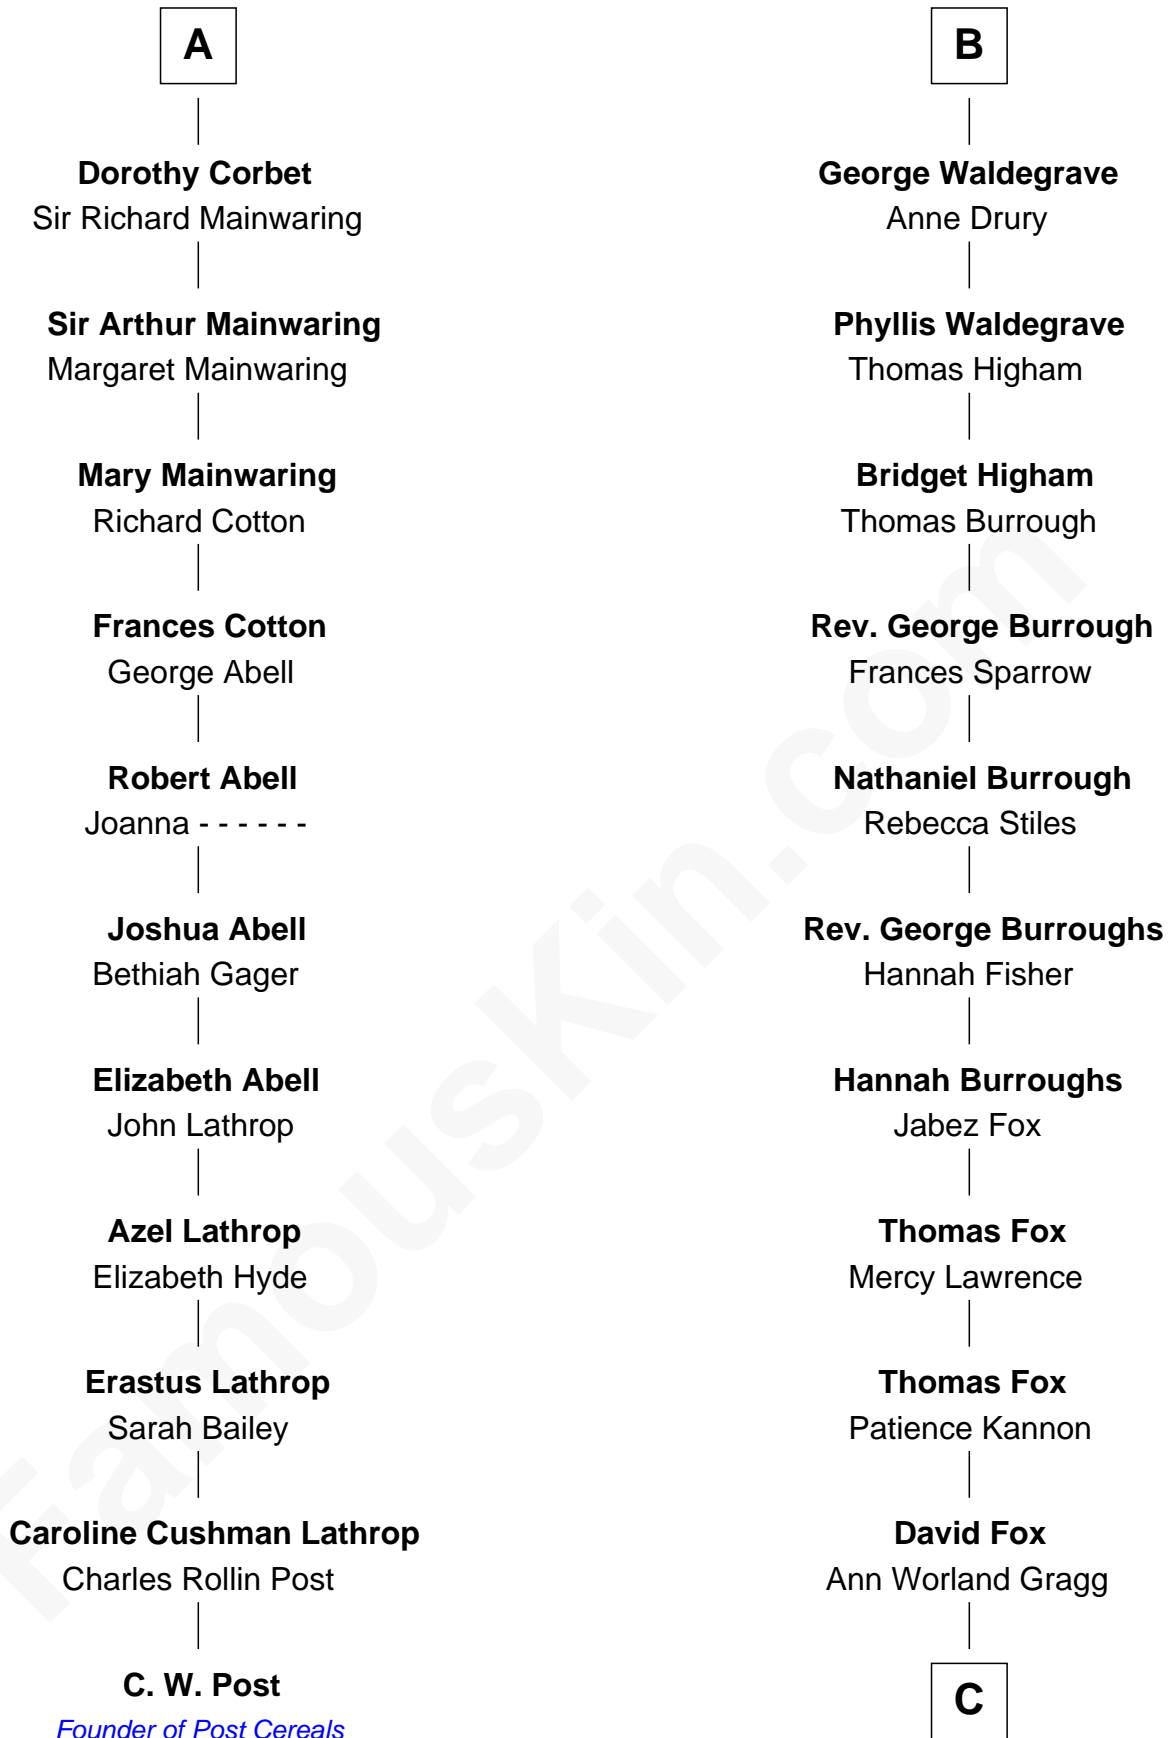 A
Dorothy Corbet
Sir Richard Mainwaring
Sir Arthur Mainwaring
Margaret Mainwaring
Mary Mainwaring
Richard Cotton
Frances Cotton
George Abell
Robert Abell
Joanna - - - - - -
Joshua Abell
Bethiah Gager
Elizabeth Abell
John Lathrop
Azel Lathrop
Elizabeth Hyde
Erastus Lathrop
Sarah Bailey
Caroline Cushman Lathrop
Charles Rollin Post
C. W. Post
Founder of Post Cereals
B
George Waldegrave
Anne Drury
Phyllis Waldegrave
Thomas Higham
Bridget Higham
Thomas Burrough
Rev. George Burrough
Frances Sparrow
Nathaniel Burrough
Rebecca Stiles
Rev. George Burroughs
Hannah Fisher
Hannah Burroughs
Jabez Fox
Thomas Fox
Mercy Lawrence
Thomas Fox
Patience Kannon
David Fox
Ann Worland Gragg
C
FamousKin.com